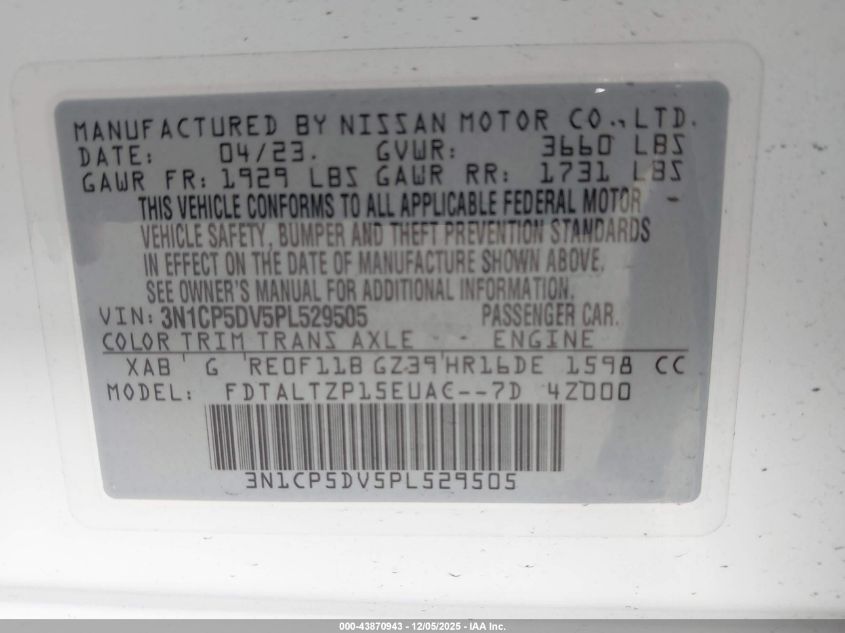 MANUFACTURED BY NISSAN MOTOR CO., LTD.
DATE: 04/23. GVWR: 3660 LBS
GAWR FR: 1929 LBS GAWR RR: 1731 LBS
THIS VEHICLE CONFORMS TO ALL APPLICABLE FEDERAL MOTOR
VEHICLE SAFETY, BUMPER AND THEFT PREVENTION STANDARDS
IN EFFECT ON THE DATE OF MANUFACTURE SHOWN ABOVE.
SEE OWNER'S MANUAL FOR ADDITIONAL INFORMATION.
VIN: 3N1CP5DV5PL529505 PASSENGER CAR.
COLOR TRIM TRANS AXLE ENGINE
XAB G RE0F11B GZ39 HR16DE 1598 CC
MODEL: FDTALTZP15EUAC--7D 4Z000
3N1CP5DV5PL529505
000-43870943 - 12/05/2025 - IAA Inc.